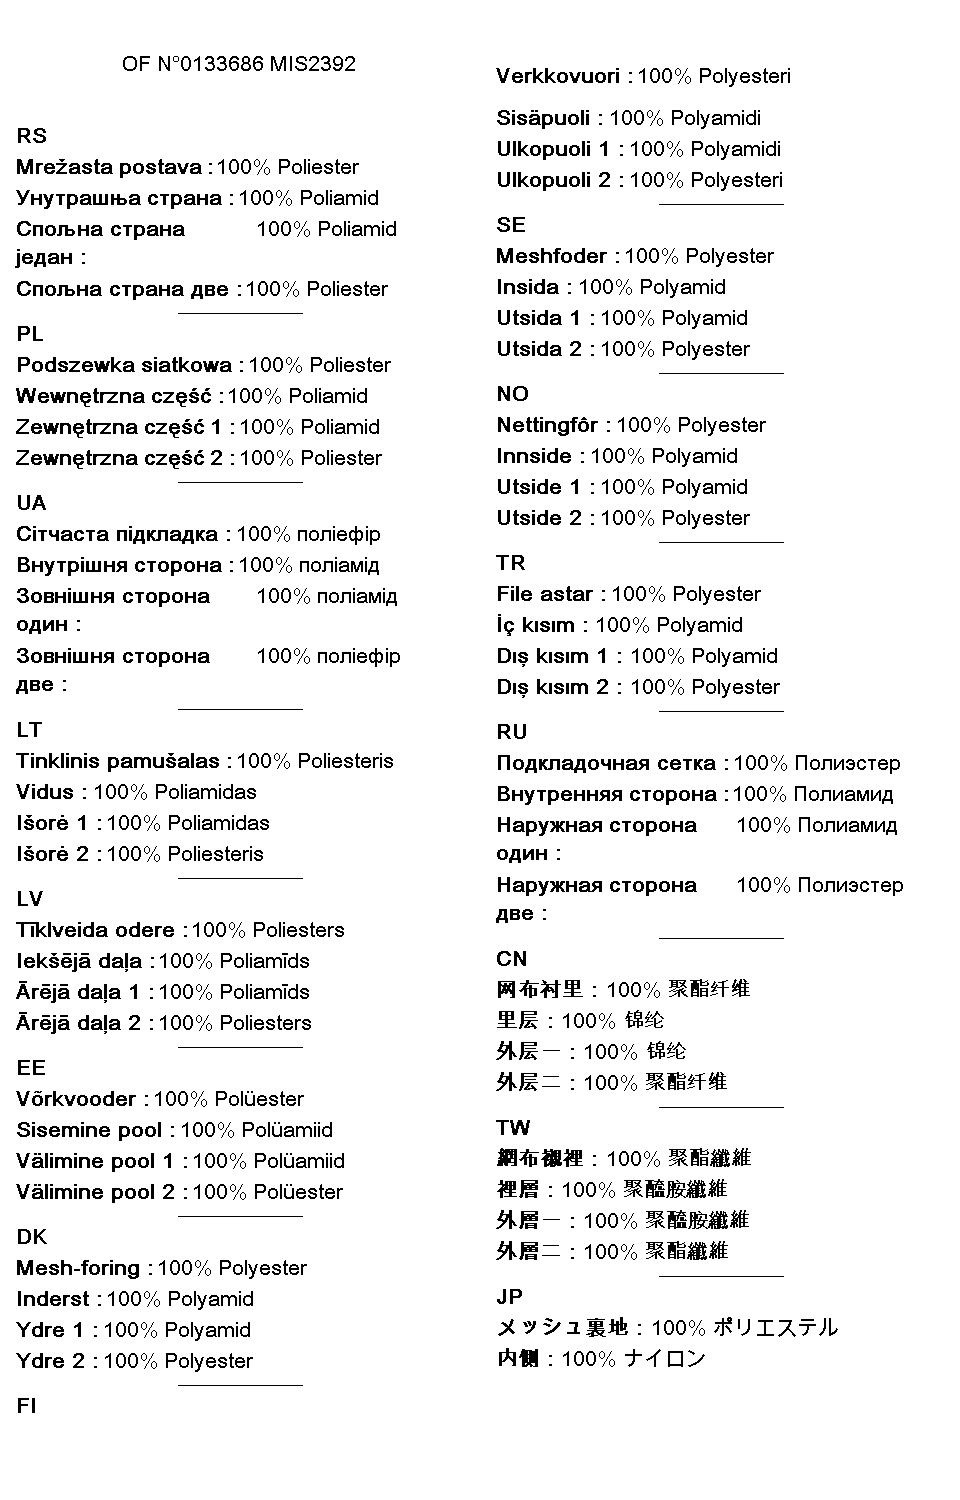 OF N°0133686 MIS2392
RS
Mrežasta postava : 100% Poliester
Унутрашња страна : 100% Poliamid
Спољна страна 100% Poliamid
један :
Спољна страна две : 100% Poliester
PL
Podszewka siatkowa : 100% Poliester
Wewnętrzna część : 100% Poliamid
Zewnętrzna część 1 : 100% Poliamid
Zewnętrzna część 2 : 100% Poliester
UA
Сітчаста підкладка : 100% поліефір
Внутрішня сторона : 100% поліамід
Зовнішня сторона 100% поліамід
один :
Зовнішня сторона 100% поліефір
две :
LT
Tinklinis pamušalas : 100% Poliesteris
Vidus : 100% Poliamidas
Išorė 1 : 100% Poliamidas
Išorė 2 : 100% Poliesteris
LV
Tīklveida odere : 100% Poliesters
Iekšējā daļa : 100% Poliamīds
Ārējā daļa 1 : 100% Poliamīds
Ārējā daļa 2 : 100% Poliesters
EE
Võrkvooder : 100% Polüester
Sisemine pool : 100% Polüamiid
Välimine pool 1 : 100% Polüamiid
Välimine pool 2 : 100% Polüester
DK
Mesh-foring : 100% Polyester
Inderst : 100% Polyamid
Ydre 1 : 100% Polyamid
Ydre 2 : 100% Polyester
FI
Verkkovuori : 100% Polyesteri
Sisäpuoli : 100% Polyamidi
Ulkopuoli 1 : 100% Polyamidi
Ulkopuoli 2 : 100% Polyesteri
SE
Meshfoder : 100% Polyester
Insida : 100% Polyamid
Utsida 1 : 100% Polyamid
Utsida 2 : 100% Polyester
NO
Nettingfôr : 100% Polyester
Innside : 100% Polyamid
Utside 1 : 100% Polyamid
Utside 2 : 100% Polyester
TR
File astar : 100% Polyester
İç kısım : 100% Polyamid
Dış kısım 1 : 100% Polyamid
Dış kısım 2 : 100% Polyester
RU
Подкладочная сетка : 100% Полиэстер
Внутренняя сторона : 100% Полиамид
Наружная сторона 100% Полиамид
один :
Наружная сторона 100% Полиэстер
две :
CN
网布衬里 : 100% 聚酯纤维
里层 : 100% 锦纶
外层一 : 100% 锦纶
外层二 : 100% 聚酯纤维
TW
網布襯裡 : 100% 聚酯纖維
裡層 : 100% 聚醯胺纖維
外層一 : 100% 聚醯胺纖維
外層二 : 100% 聚酯纖維
JP
メッシュ裏地 : 100% ポリエステル
内側 : 100% ナイロン